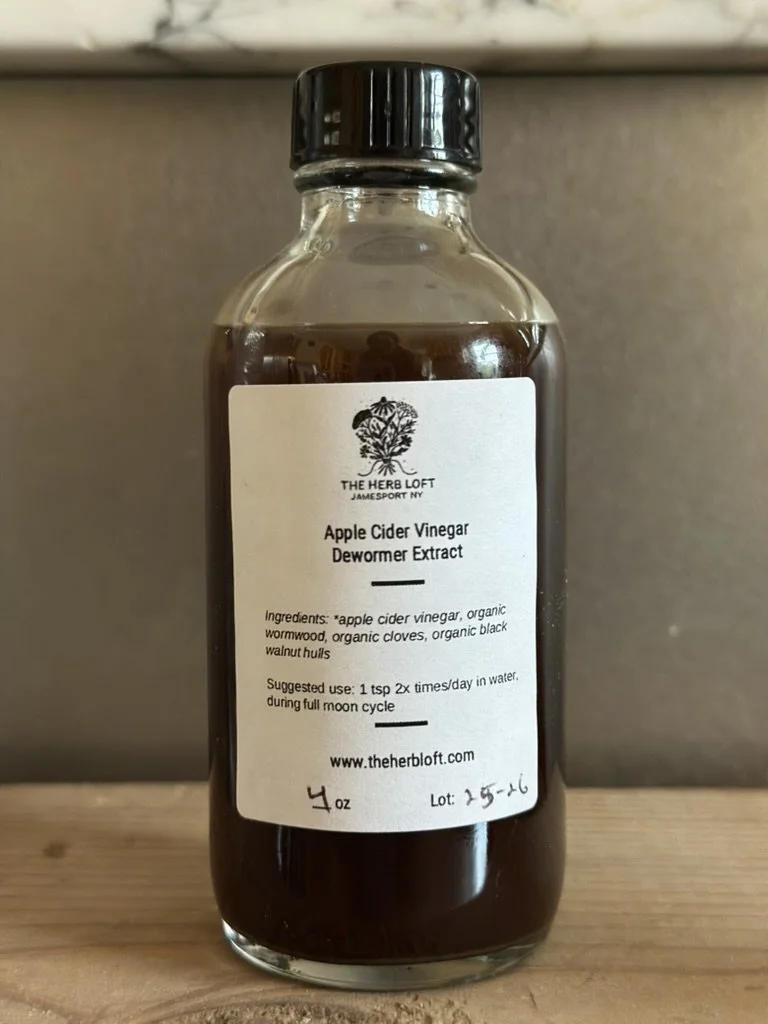 THE HERB LOFT
JAMESPORT NY
Apple Cider Vinegar
Dewormer Extract
Ingredients: *apple cider vinegar, organic
wormwood, organic cloves, organic black
walnut hulls
Suggested use: 1 tsp 2x times/day in water,
during full moon cycle
www.theherbloft.com
4 oz Lot: 25-26